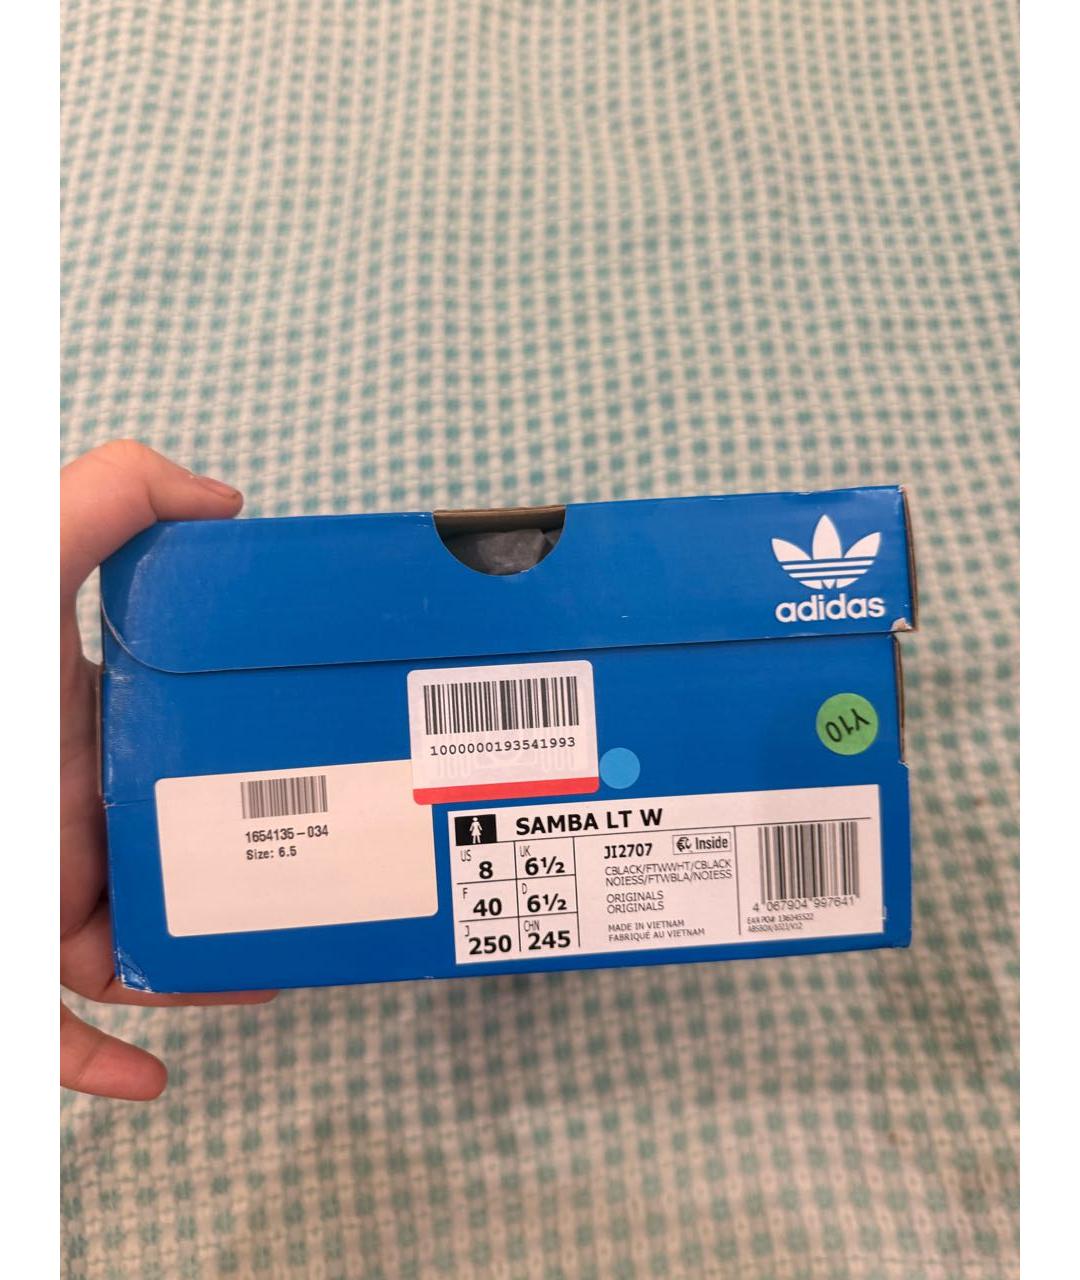 adidas
1000000193541993
Y10
1654135-034
Size: 6.5
SAMBA LT W
US 8
UK 6½
F 40
D 6½
J 250
CHN 245
JI2707
Inside
CBLACK/FTWWHT/CBLACK
NOIESS/FTWBLA/NOIESS
ORIGINALS
ORIGINALS
MADE IN VIETNAM
FABRIQUÉ AU VIETNAM
4 067904 997641